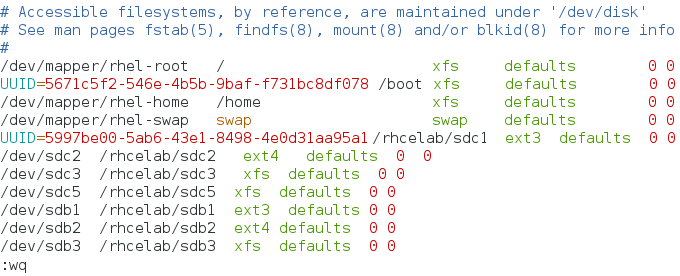 # Accessible filesystems, by reference, are maintained under '/dev/disk'
# See man pages fstab(5), findfs(8), mount(8) and/or blkid(8) for more info
#
/dev/mapper/rhel-root / xfs defaults 0 0
UUID=5671c5f2-546e-4b5b-9baf-f731bc8df078 /boot xfs defaults 0 0
/dev/mapper/rhel-home /home xfs defaults 0 0
/dev/mapper/rhel-swap swap swap defaults 0 0
UUID=5997be00-5ab6-43e1-8498-4e0d31aa95a1 /rhcelab/sdc1 ext3 defaults 0 0
/dev/sdc2 /rhcelab/sdc2 ext4 defaults 0 0
/dev/sdc3 /rhcelab/sdc3 xfs defaults 0 0
/dev/sdc5 /rhcelab/sdc5 xfs defaults 0 0
/dev/sdb1 /rhcelab/sdb1 ext3 defaults 0 0
/dev/sdb2 /rhcelab/sdb2 ext4 defaults 0 0
/dev/sdb3 /rhcelab/sdb3 xfs defaults 0 0
:wq